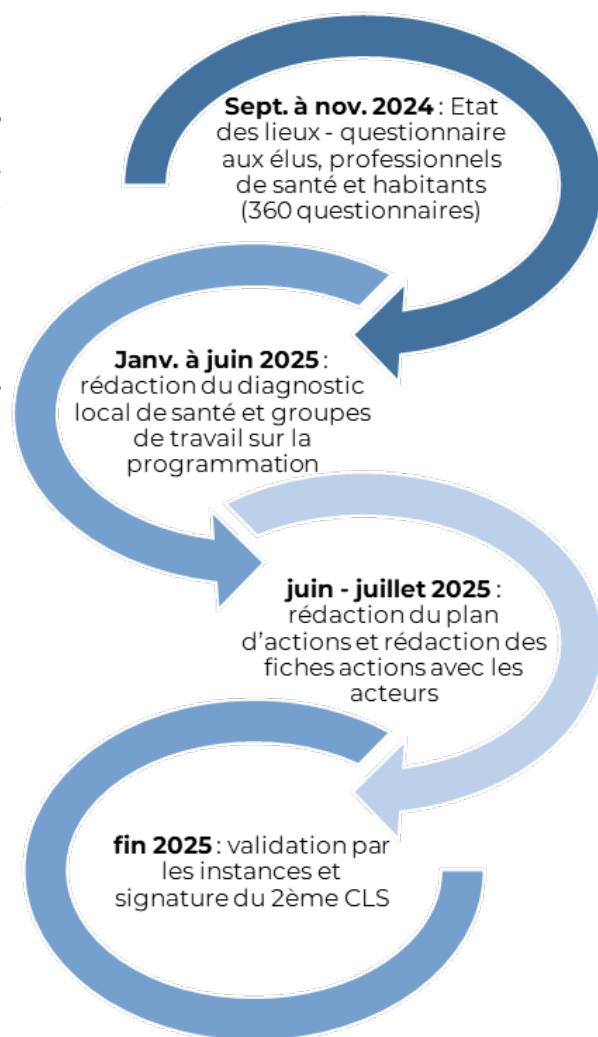 Sept. à nov. 2024 : Etat
des lieux - questionnaire
aux élus, professionnels
de santé et habitants
(360 questionnaires)
Janv. à juin 2025 :
rédaction du diagnostic
local de santé et groupes
de travail sur la
programmation
juin - juillet 2025 :
rédaction du plan
d’actions et rédaction des
fiches actions avec les
acteurs
fin 2025 : validation par
les instances et
signature du 2ème CLS